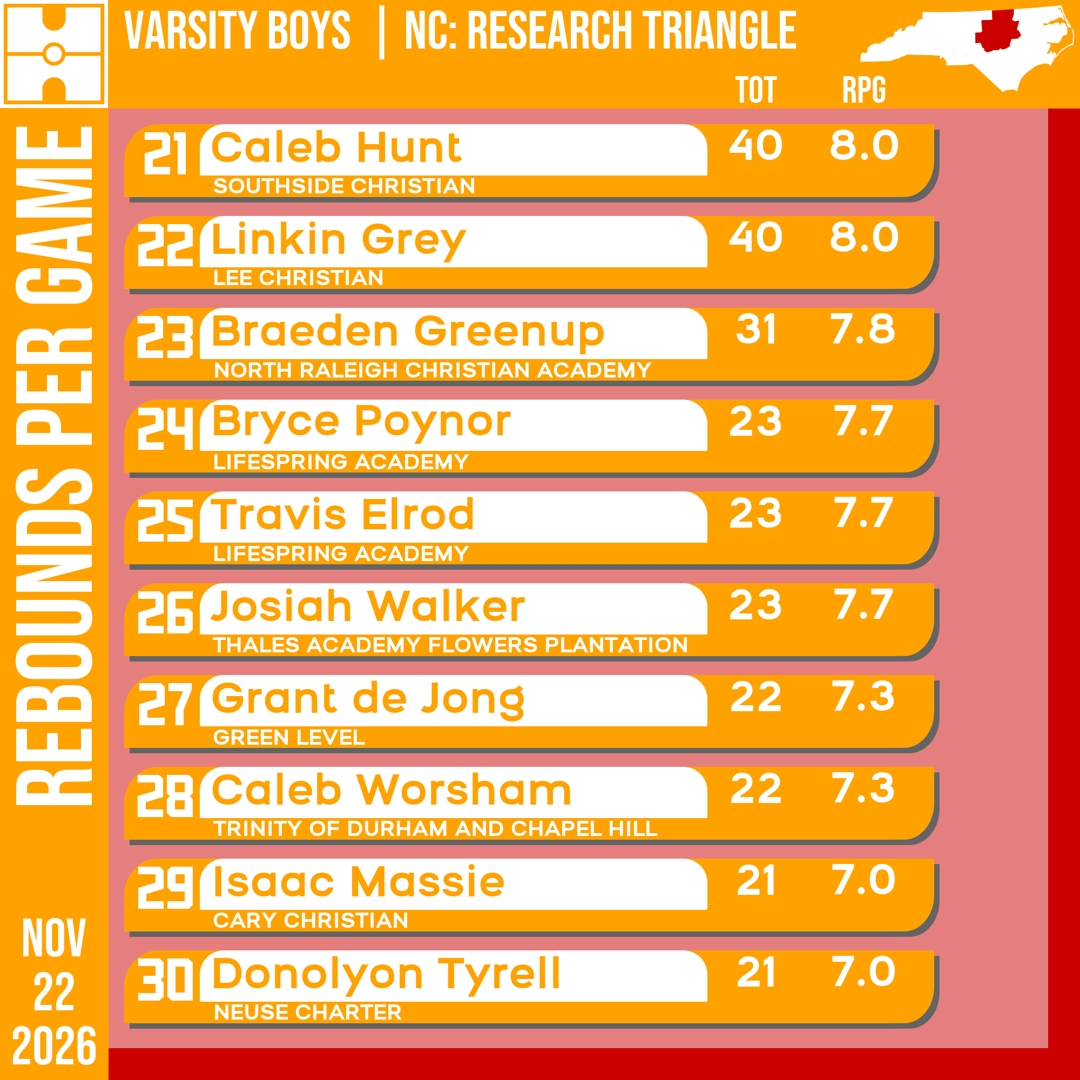 VARSITY BOYS | NC: RESEARCH TRIANGLE
TOT RPG
REBOUNDS PER GAME
NOV
22
2026
21 Caleb Hunt 40 8.0
SOUTHSIDE CHRISTIAN
22 Linkin Grey 40 8.0
LEE CHRISTIAN
23 Braeden Greenup 31 7.8
NORTH RALEIGH CHRISTIAN ACADEMY
24 Bryce Poynor 23 7.7
LIFESPRING ACADEMY
25 Travis Elrod 23 7.7
LIFESPRING ACADEMY
26 Josiah Walker 23 7.7
THALES ACADEMY FLOWERS PLANTATION
27 Grant de Jong 22 7.3
GREEN LEVEL
28 Caleb Worsham 22 7.3
TRINITY OF DURHAM AND CHAPEL HILL
29 Isaac Massie 21 7.0
CARY CHRISTIAN
30 Donolyon Tyrell 21 7.0
NEUSE CHARTER